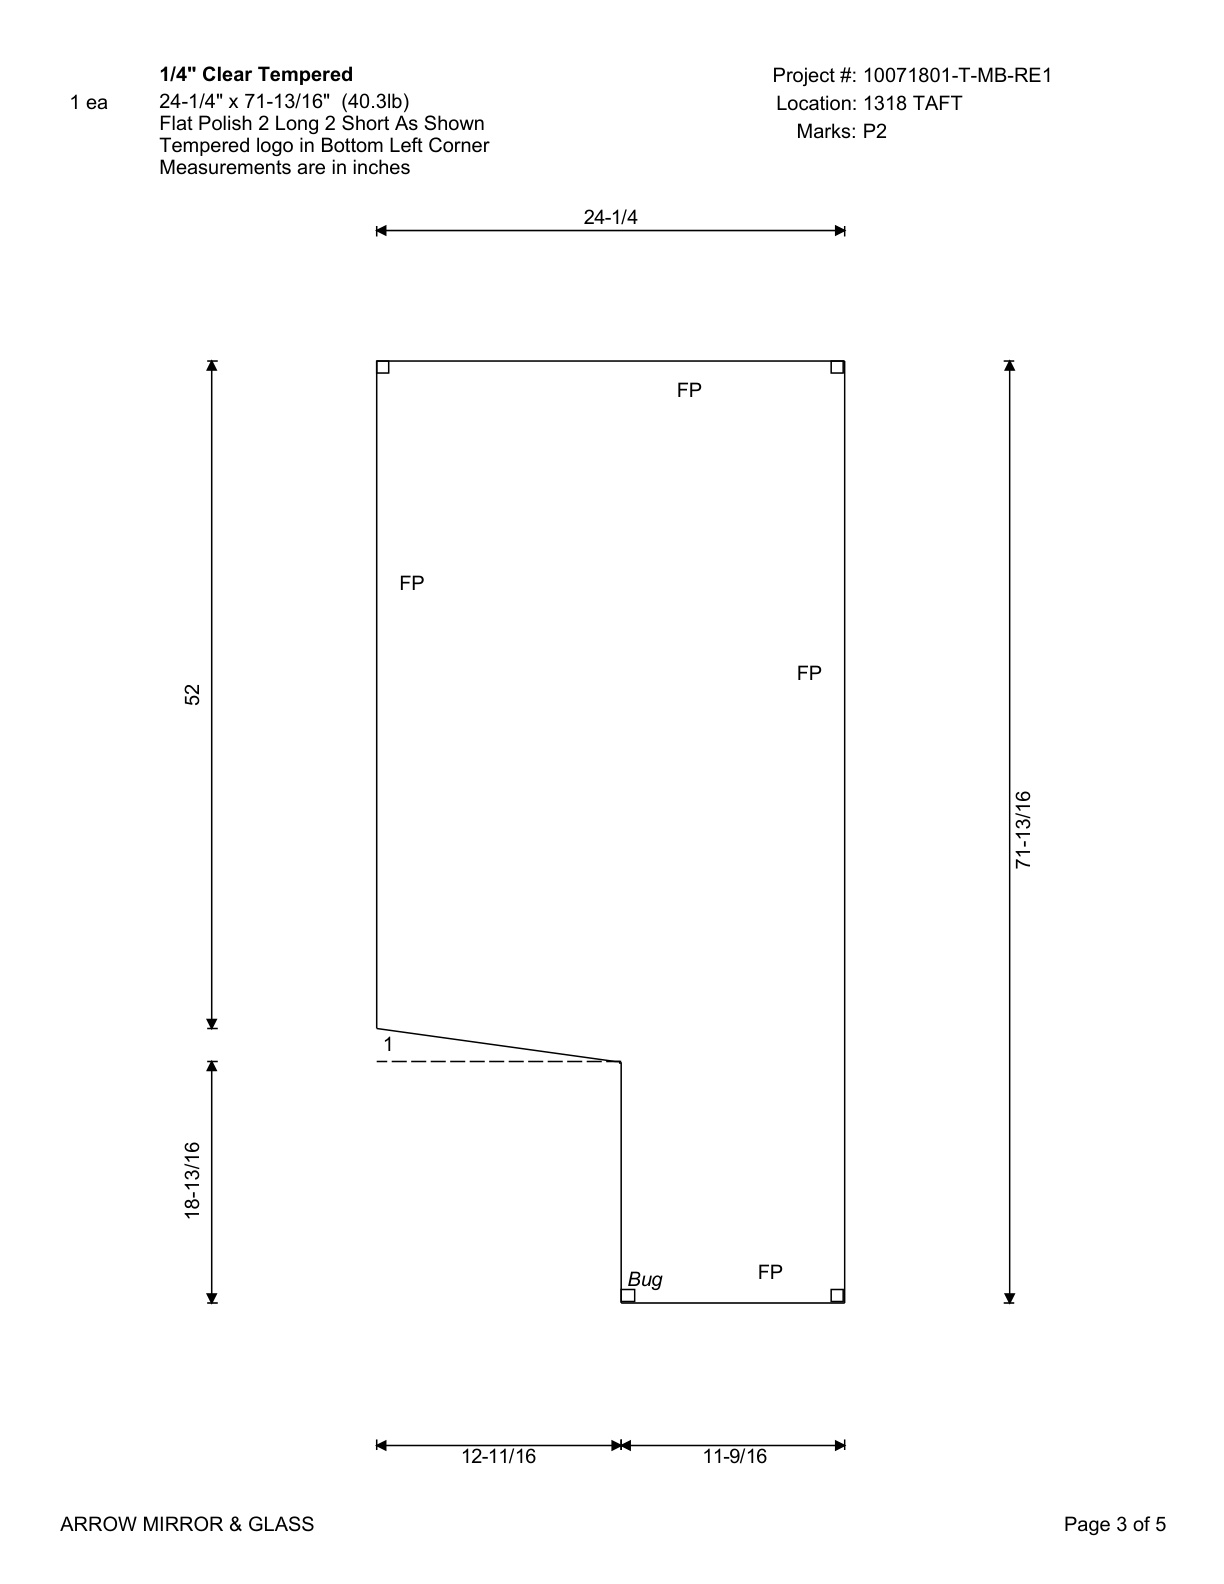 1/4" Clear Tempered
1 ea
24-1/4" x 71-13/16" (40.3lb)
Flat Polish 2 Long 2 Short As Shown
Tempered logo in Bottom Left Corner
Measurements are in inches
Project #: 10071801-T-MB-RE1
Location: 1318 TAFT
Marks: P2
24-1/4
FP
FP
FP
52
71-13/16
1
18-13/16
Bug
FP
12-11/16
11-9/16
ARROW MIRROR & GLASS
Page 3 of 5